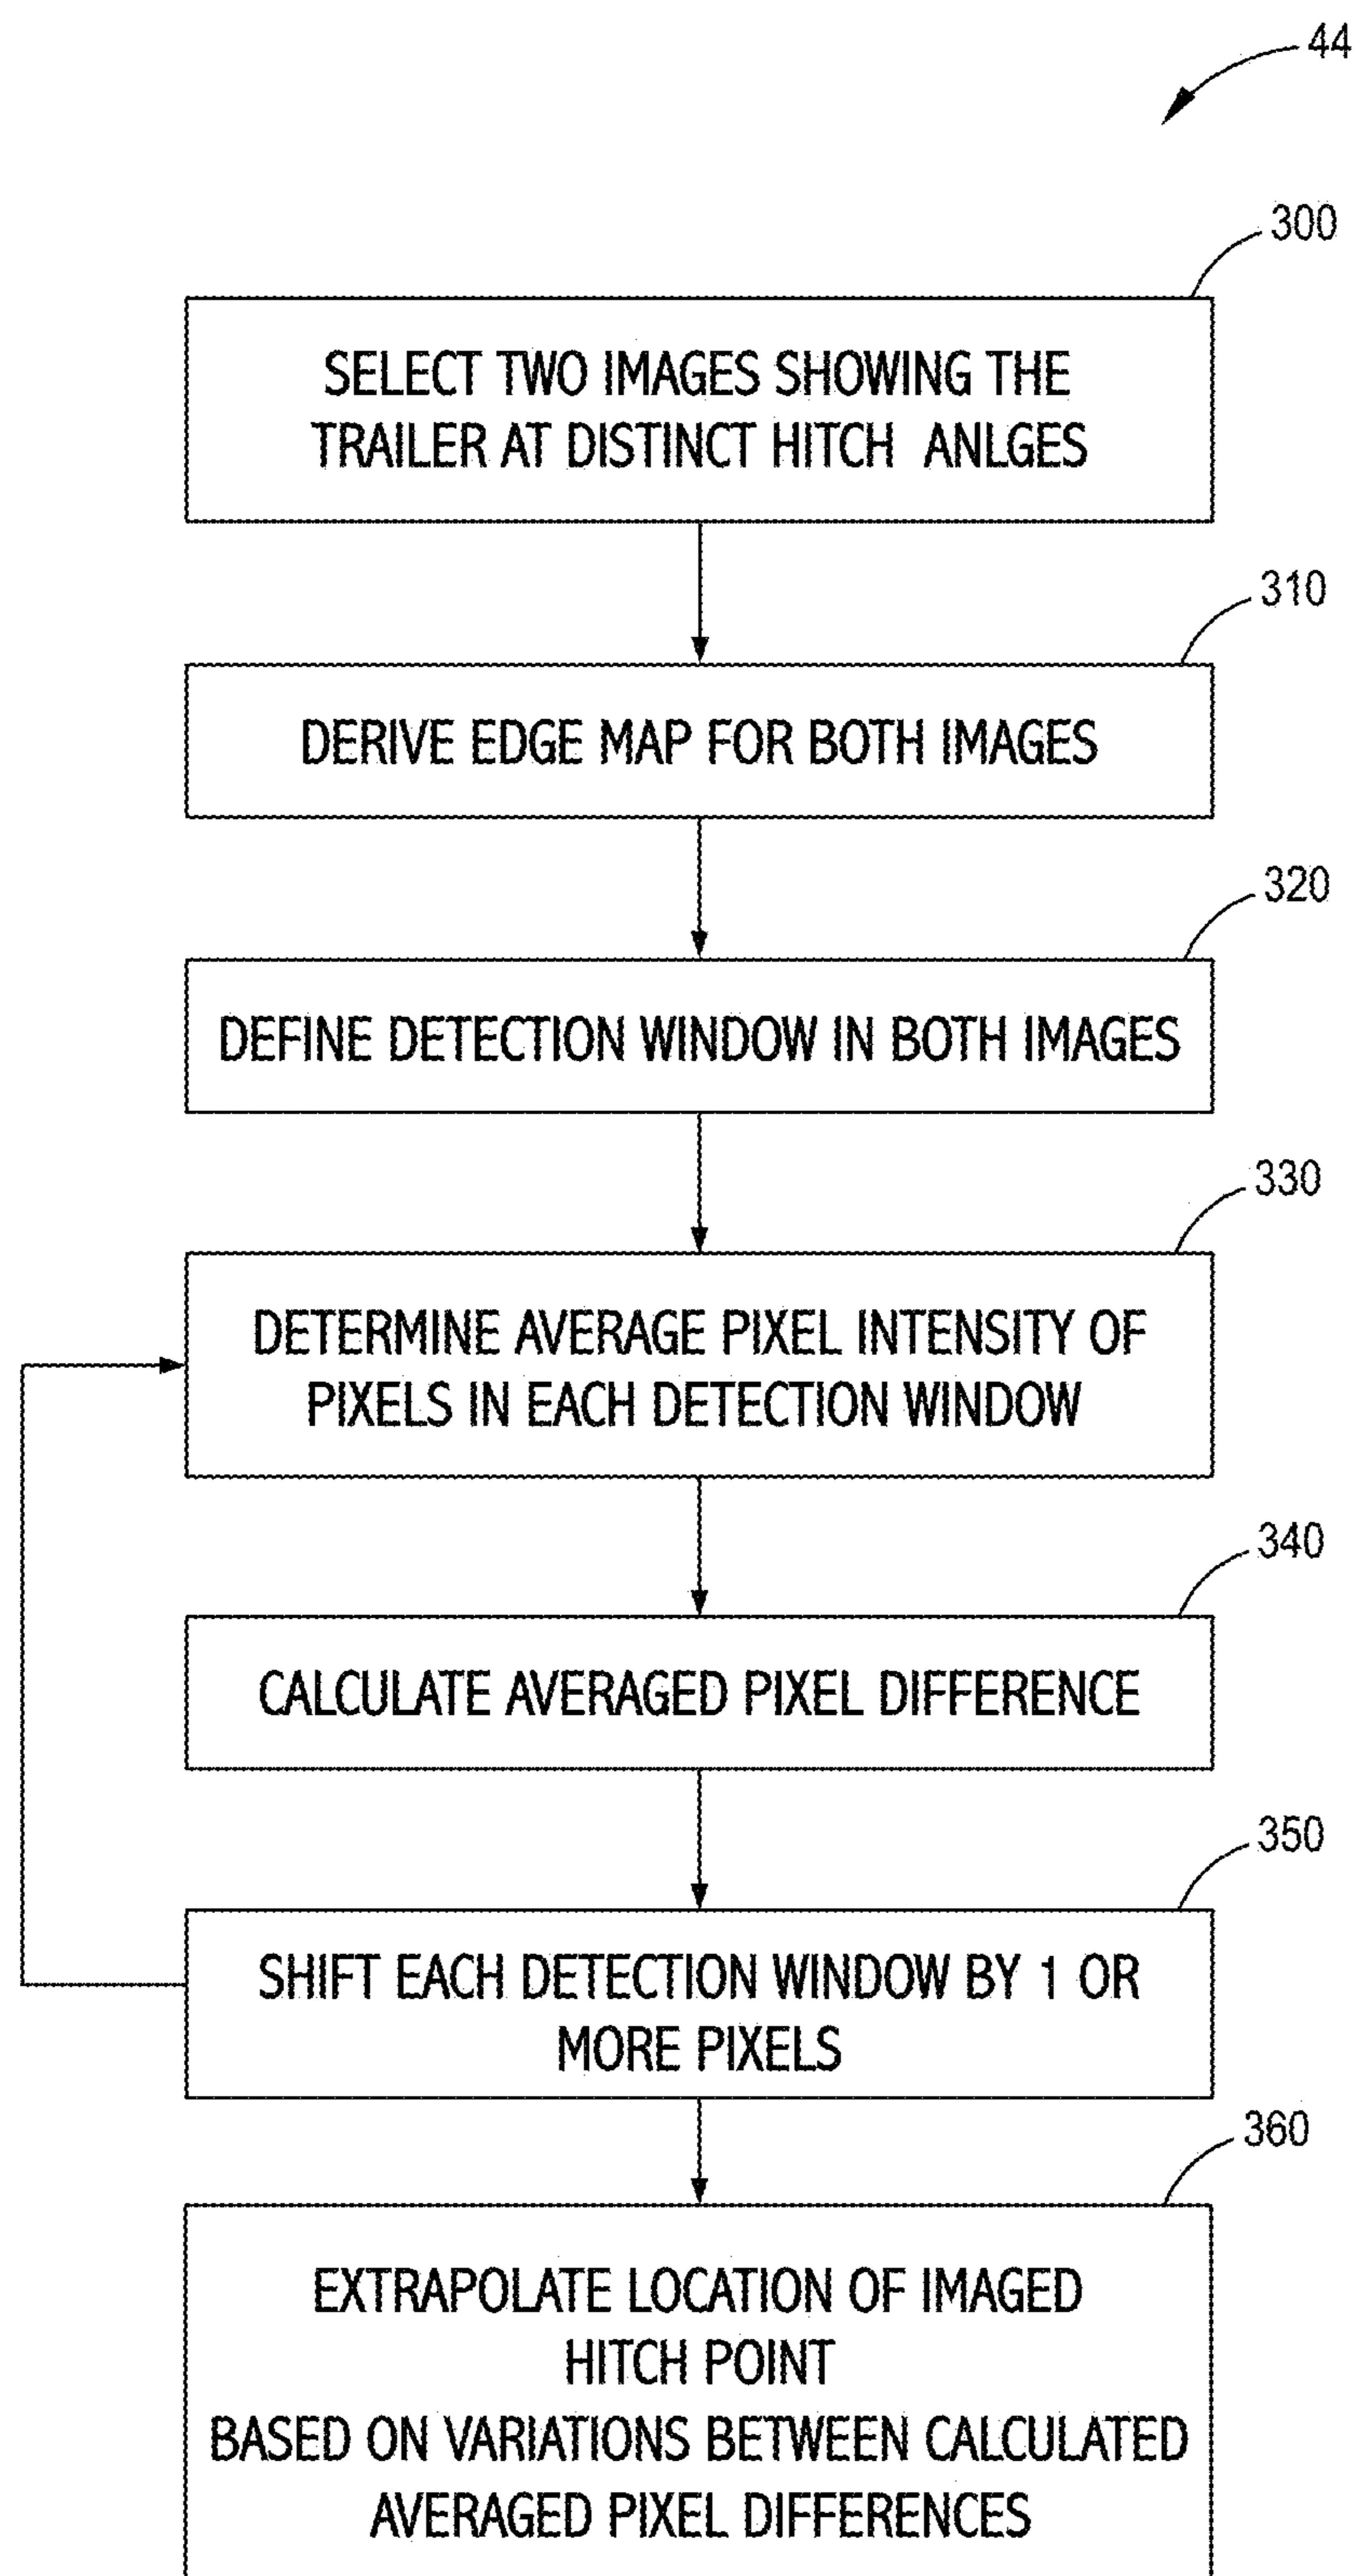 44
300
SELECT TWO IMAGES SHOWING THE
TRAILER AT DISTINCT HITCH ANLGES
310
DERIVE EDGE MAP FOR BOTH IMAGES
320
DEFINE DETECTION WINDOW IN BOTH IMAGES
330
DETERMINE AVERAGE PIXEL INTENSITY OF
PIXELS IN EACH DETECTION WINDOW
340
CALCULATE AVERAGED PIXEL DIFFERENCE
350
SHIFT EACH DETECTION WINDOW BY 1 OR
MORE PIXELS
360
EXTRAPOLATE LOCATION OF IMAGED
HITCH POINT
BASED ON VARIATIONS BETWEEN CALCULATED
AVERAGED PIXEL DIFFERENCES